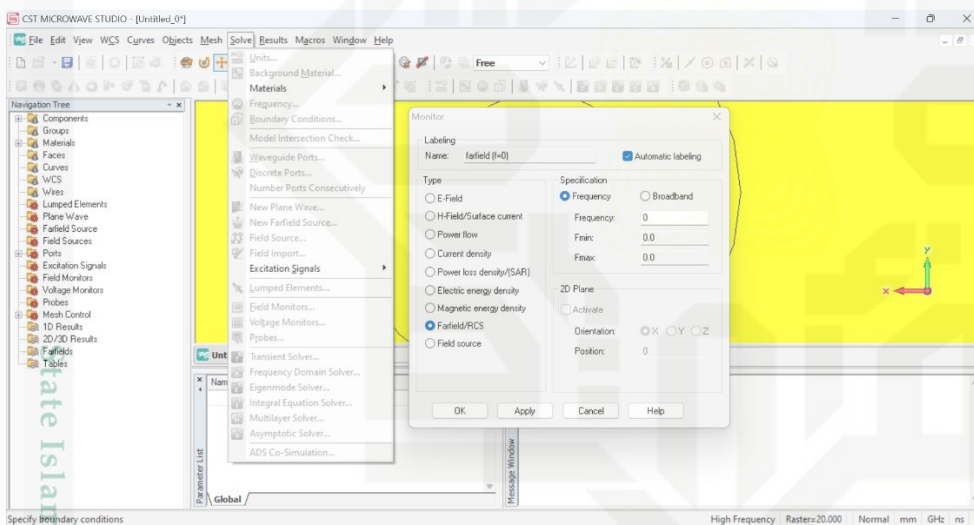 CST MICROWAVE STUDIO - [Untitled_0*]
File Edit View WCS Curves Objects Mesh Solve Results Macros Window Help
Free
Navigation Tree
Components
Groups
Materials
Faces
Curves
WCS
Wires
Lumped Elements
Plane Wave
Farfield Source
Field Sources
Ports
Excitation Signals
Field Monitors
Voltage Monitors
Probes
Mesh Control
1D Results
2D/3D Results
Farfields
Tables
Units...
Background Material...
Materials
Frequency...
Boundary Conditions...
Model Intersection Check...
Waveguide Ports...
Discrete Ports...
Number Ports Consecutively
New Plane Wave...
New Farfield Source...
Field Source...
Field Import...
Excitation Signals
Lumped Elements...
Field Monitors...
Voltage Monitors...
Probes...
Transient Solver...
Frequency Domain Solver...
Eigenmode Solver...
Integral Equation Solver...
Multilayer Solver...
Asymptotic Solver...
ADS Co-Simulation...
Monitor
Labeling
Name: farfield (f=0)
Automatic labeling
Type
E-Field
H-Field/Surface current
Power flow
Current density
Power loss density/(SAR)
Electric energy density
Magnetic energy density
Farfield/RCS
Field source
Specification
Frequency Broadband
Frequency: 0
Fmin: 0.0
Fmax: 0.0
2D Plane
Activate
Orientation: X Y Z
Position: 0
OK Apply Cancel Help
y
x
Unt
Nam
Parameter List
Global
Message Window
Specify boundary conditions
High Frequency Raster=20.000 Normal mm GHz ns